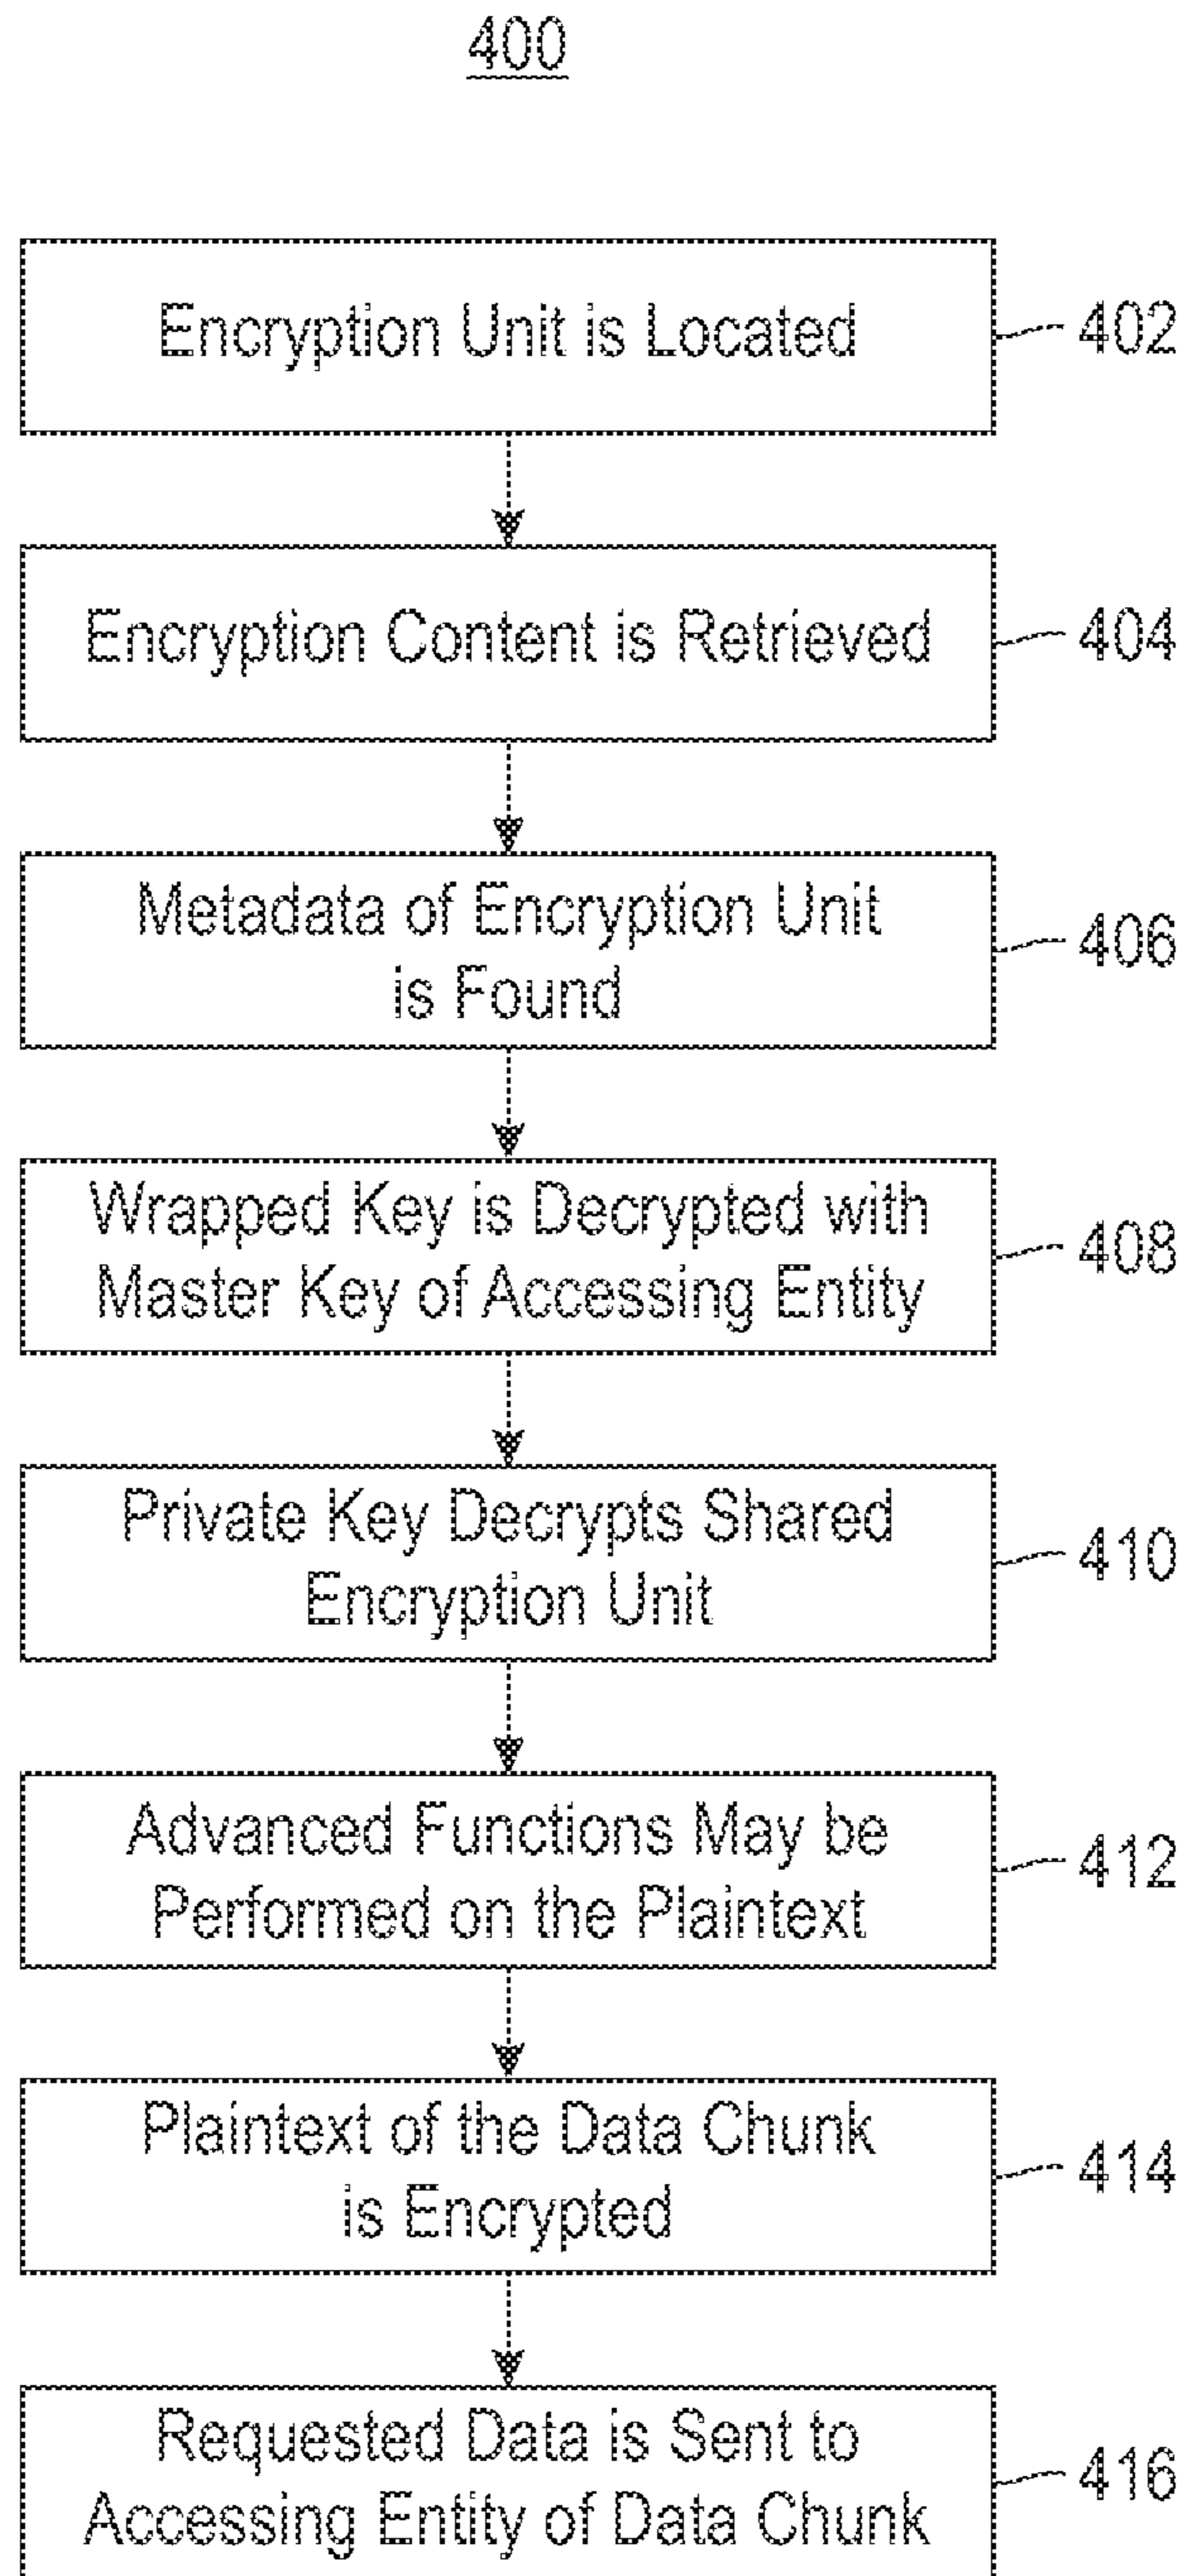 400
Encryption Unit is Located
402
Encryption Content is Retrieved
404
Metadata of Encryption Unit
is Found
406
Wrapped Key is Decrypted with
Master Key of Accessing Entity
408
Private Key Decrypts Shared
Encryption Unit
410
Advanced Functions May be
Performed on the Plaintext
412
Plaintext of the Data Chunk
is Encrypted
414
Requested Data is Sent to
Accessing Entity of Data Chunk
416